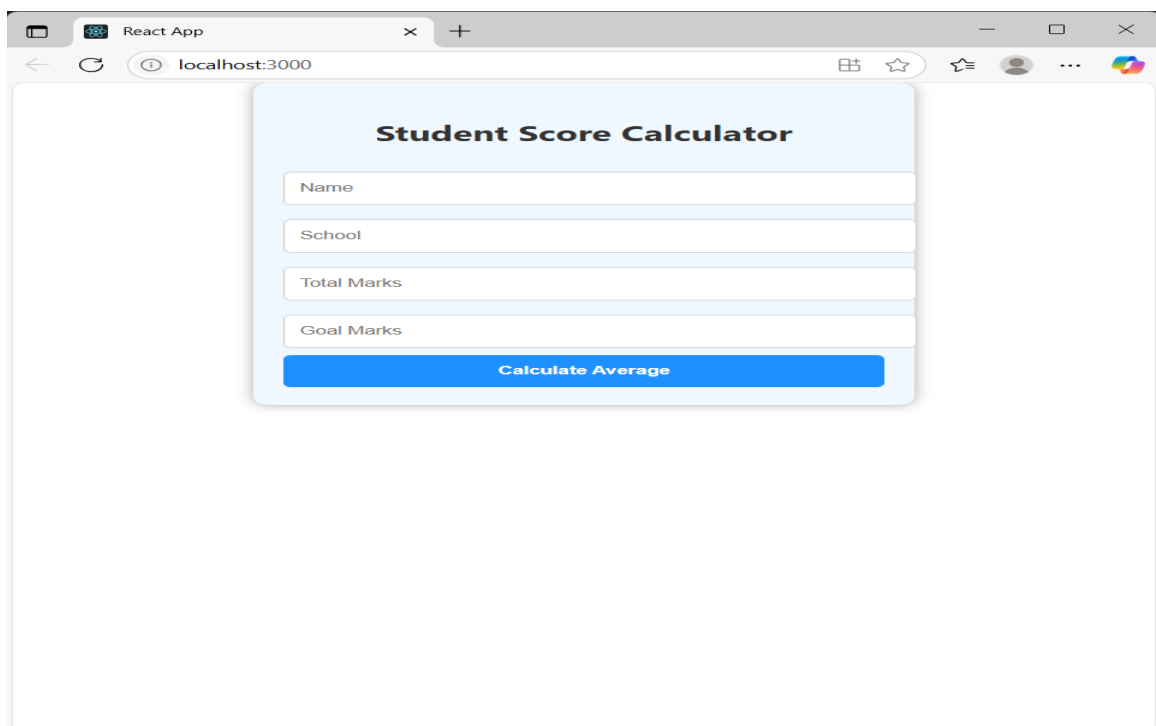 React App
localhost:3000
Student Score Calculator
Name
School
Total Marks
Goal Marks
Calculate Average